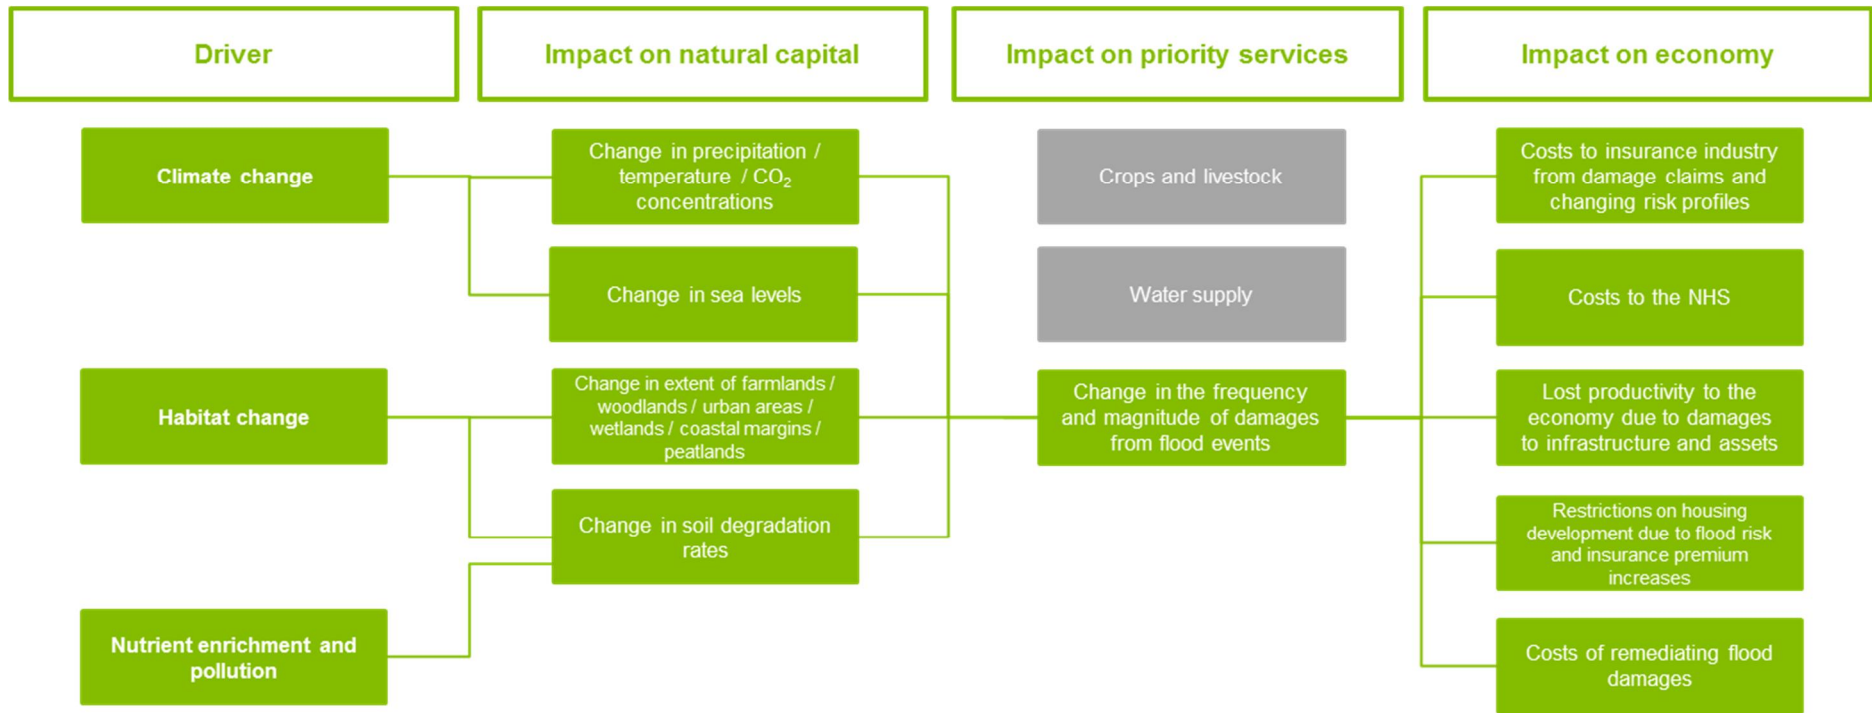 Driver
Impact on natural capital
Impact on priority services
Impact on economy
Climate change
Habitat change
Nutrient enrichment and
pollution
Change in precipitation /
temperature / CO₂
concentrations
Change in sea levels
Change in extent of farmlands /
woodlands / urban areas /
wetlands / coastal margins /
peatlands
Change in soil degradation
rates
Crops and livestock
Water supply
Change in the frequency
and magnitude of damages
from flood events
Costs to insurance industry
from damage claims and
changing risk profiles
Costs to the NHS
Lost productivity to the
economy due to damages
to infrastructure and assets
Restrictions on housing
development due to flood risk
and insurance premium
increases
Costs of remediating flood
damages